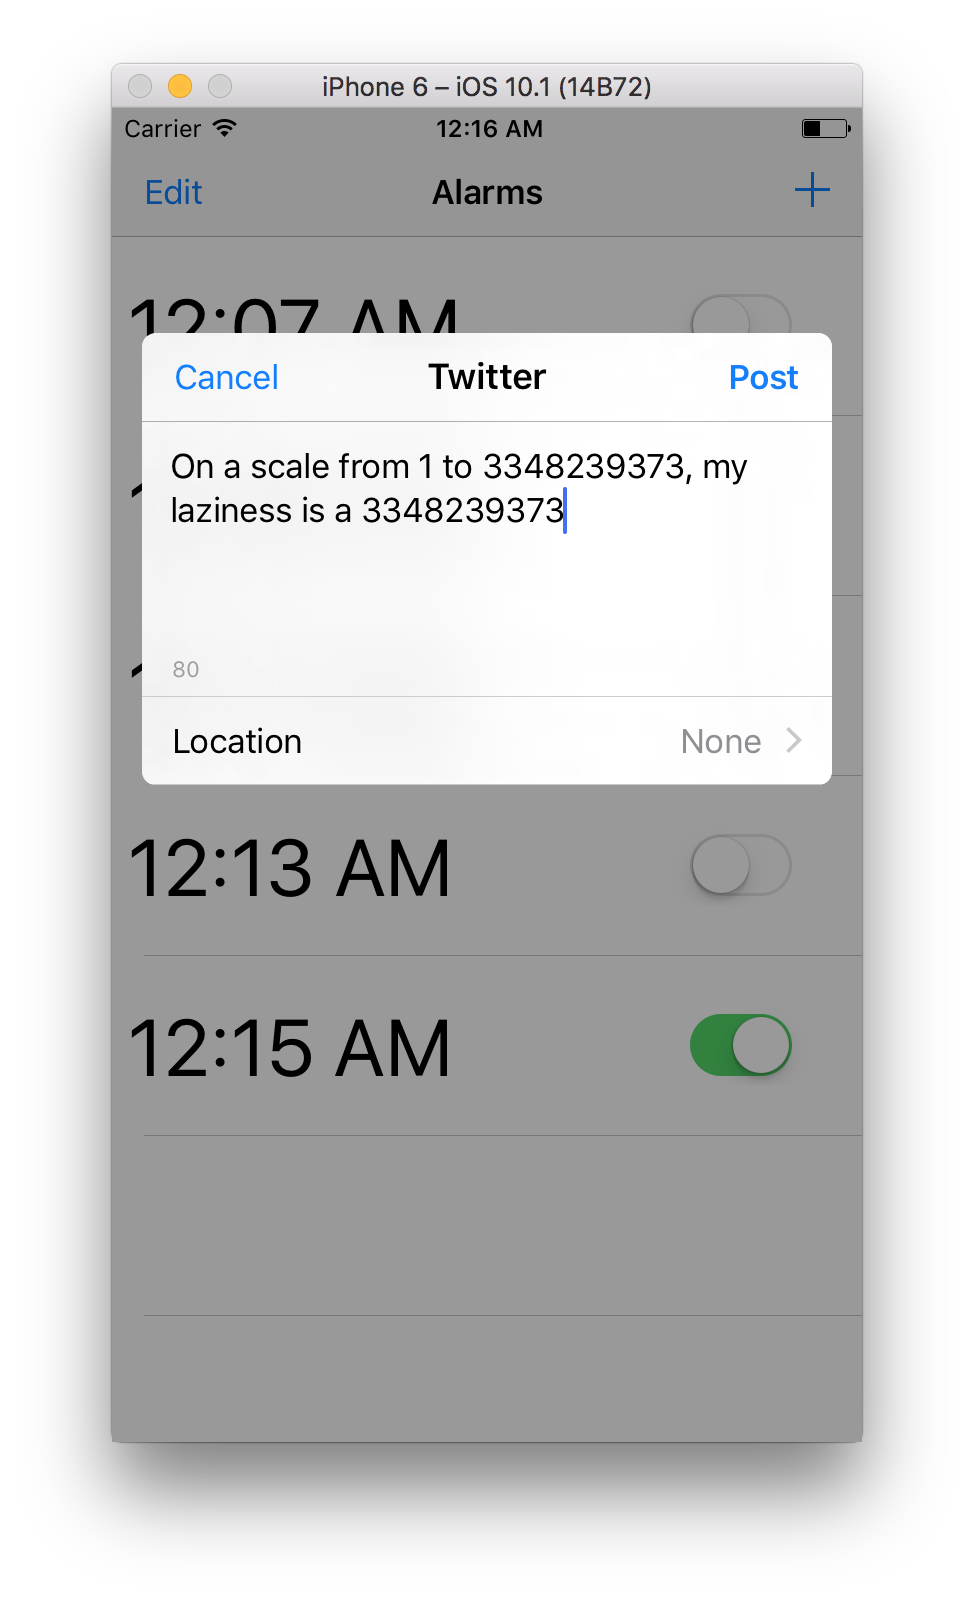 iPhone 6 – iOS 10.1 (14B72)
Carrier 12:16 AM
Edit Alarms +
12:07 AM
Cancel Twitter Post
On a scale from 1 to 3348239373, my
laziness is a 3348239373
80
Location None
12:13 AM
12:15 AM